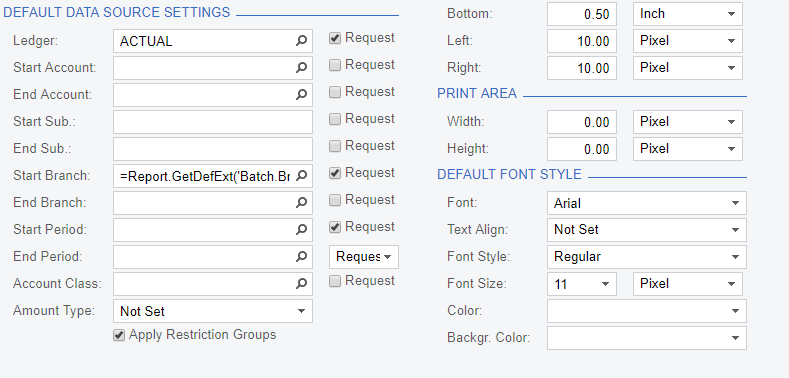 DEFAULT DATA SOURCE SETTINGS
Ledger: ACTUAL Request
Start Account: Request
End Account: Request
Start Sub.: Request
End Sub.: Request
Start Branch: =Report.GetDefExt('Batch.Br Request
End Branch: Request
Start Period: Request
End Period: Reques
Account Class: Request
Amount Type: Not Set
Apply Restriction Groups
Bottom: 0.50 Inch
Left: 10.00 Pixel
Right: 10.00 Pixel
PRINT AREA
Width: 0.00 Pixel
Height: 0.00 Pixel
DEFAULT FONT STYLE
Font: Arial
Text Align: Not Set
Font Style: Regular
Font Size: 11 Pixel
Color:
Backgr. Color: